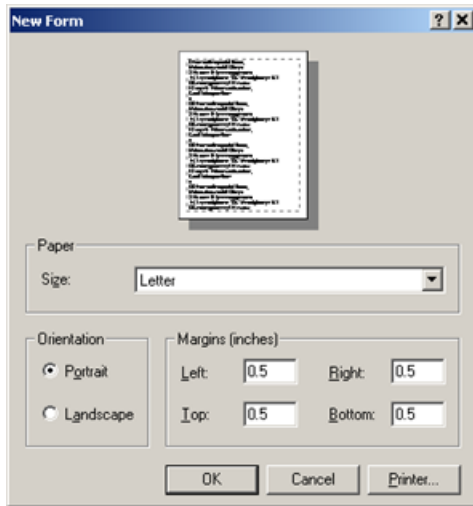 New Form
Paper
Size: Letter
Orientation
Portrait
Landscape
Margins (inches)
Left: 0.5 Right: 0.5
Top: 0.5 Bottom: 0.5
OK Cancel Printer...